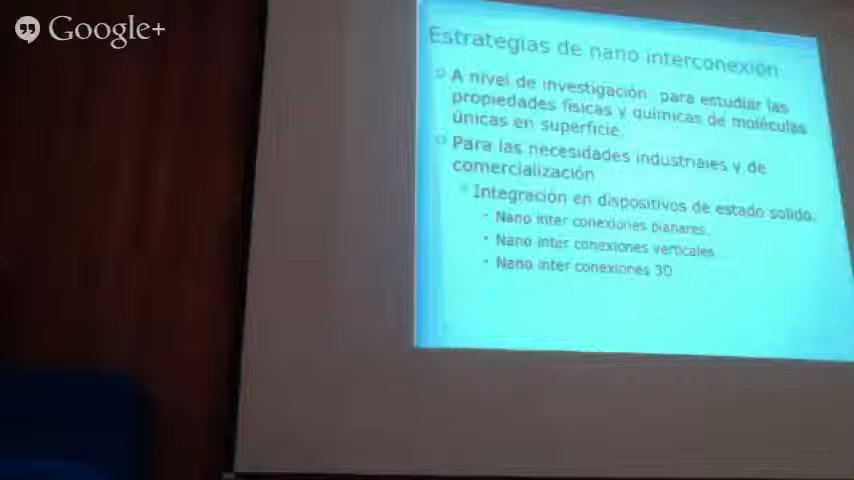 Google+
Estrategias de nano interconexión
A nivel de investigación para estudiar las
propiedades físicas y químicas de moléculas
únicas en superficie
Para las necesidades industriales y de
comercialización
Integración en dispositivos de estado solido.
Nano inter conexiones planares.
Nano inter conexiones verticales
Nano inter conexiones 3D